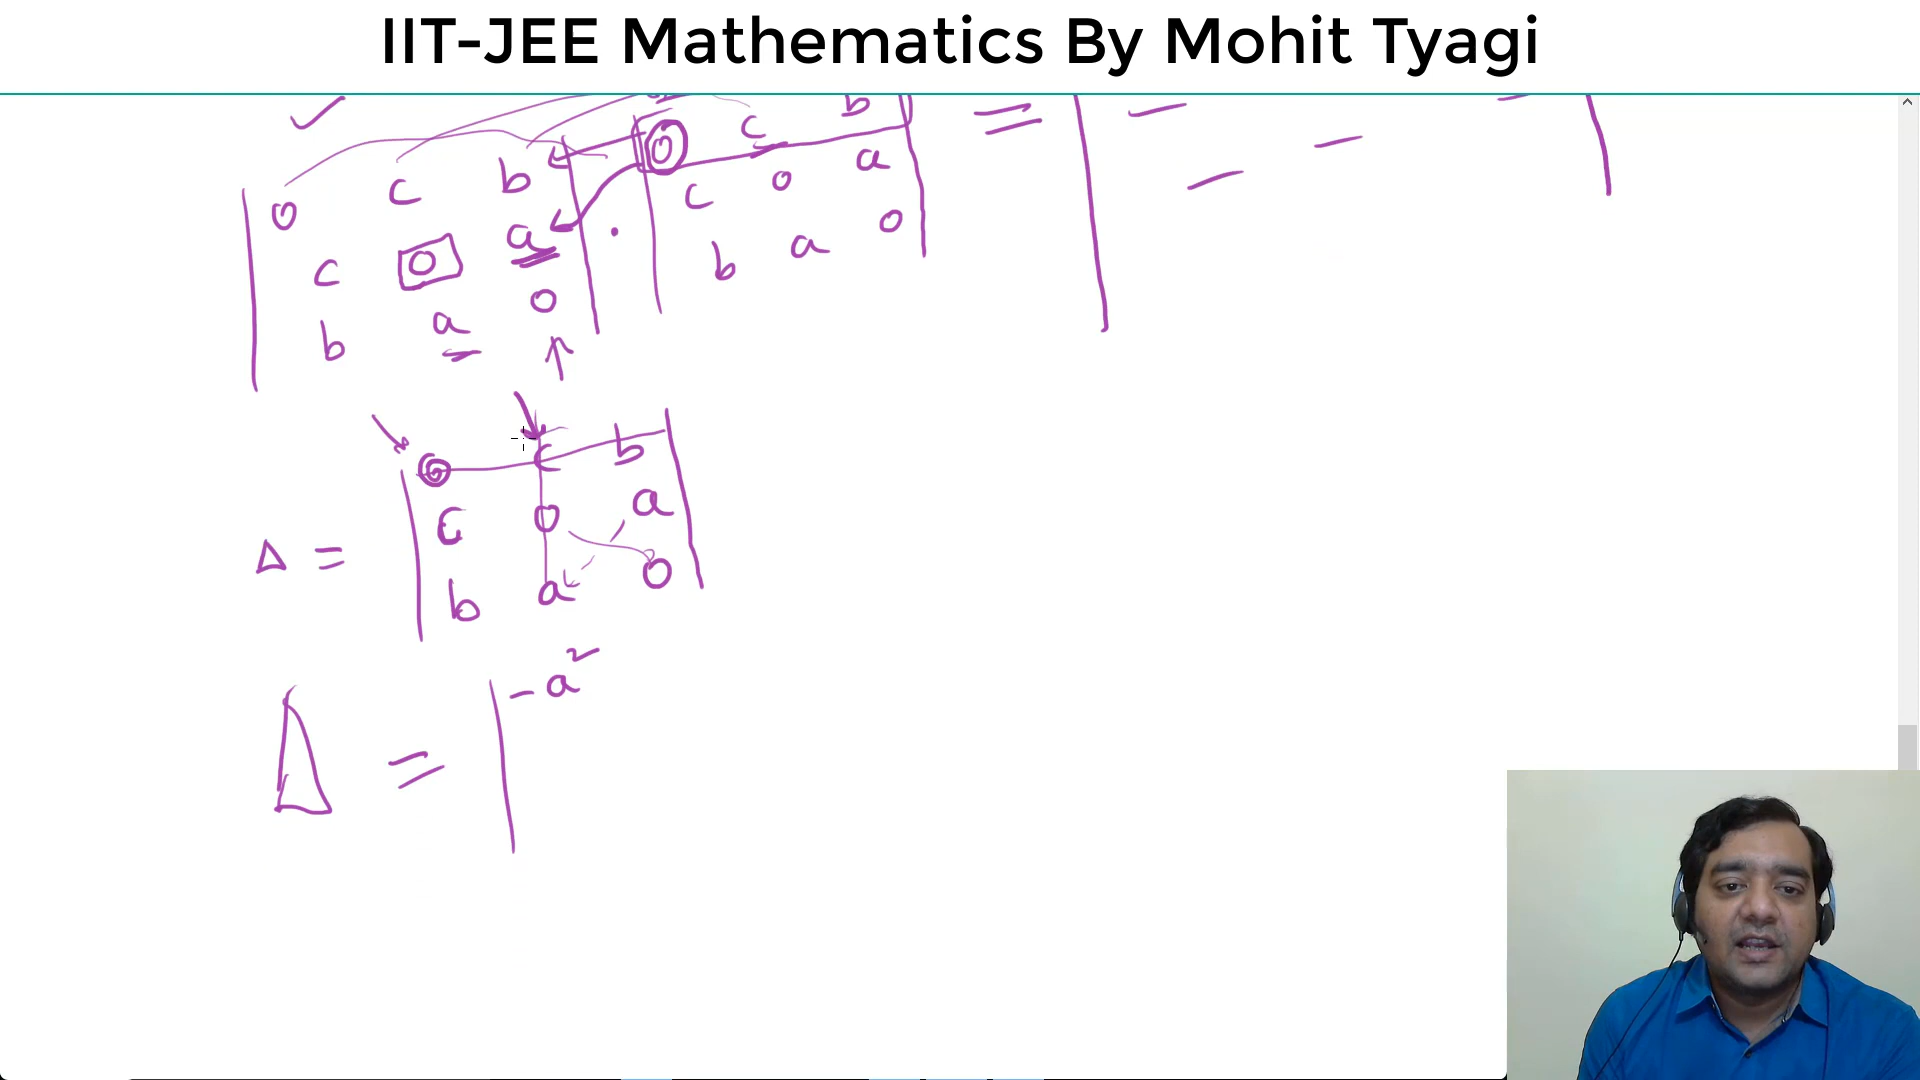 IIT-JEE Mathematics By Mohit Tyagi
| 0 c b | . | 0 c b | = | — —
| c 0 a | | c 0 a | — —
| b a 0 | | b a 0 |
| 0 c b |
Δ = | c 0 a |
| b a 0 |
Δ = | -a²